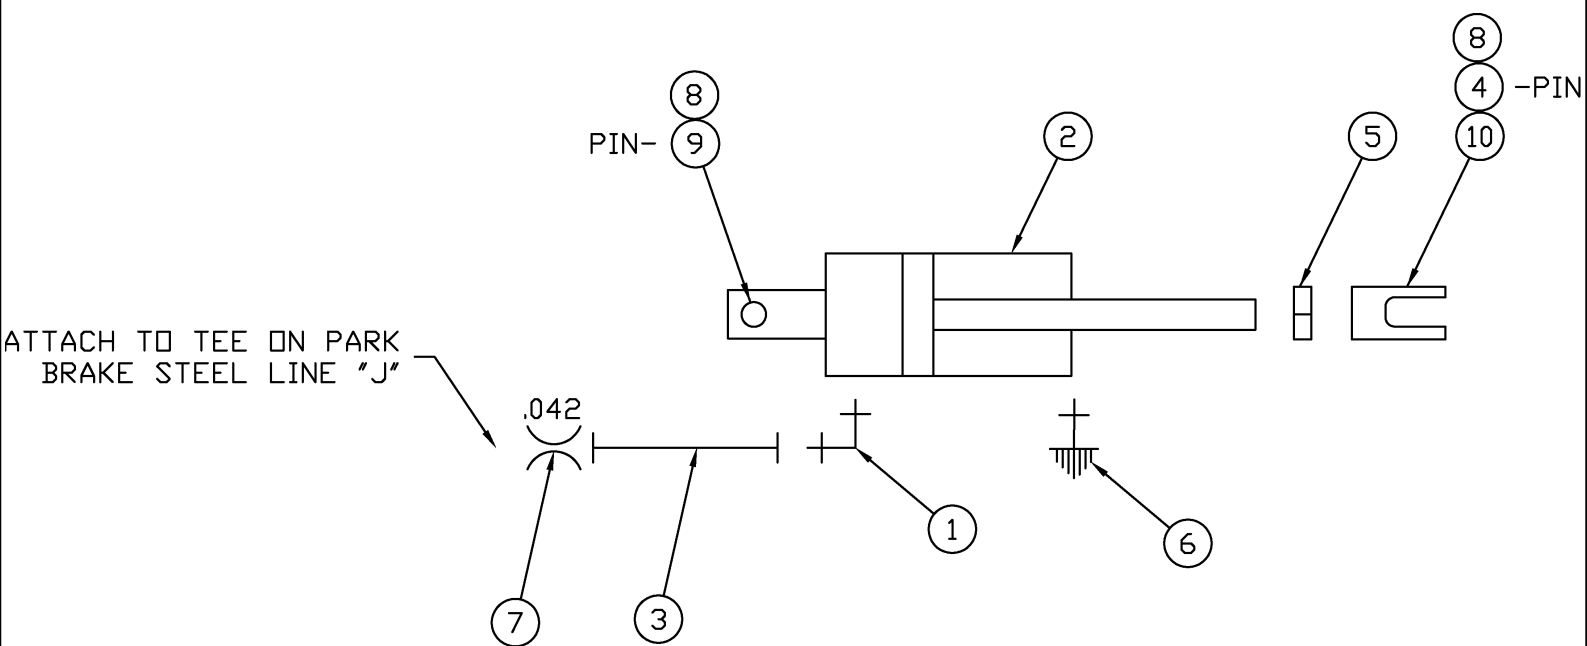 8
4 -PIN
10
8
PIN- 9
2
5
ATTACH TO TEE ON PARK
BRAKE STEEL LINE "J"
.042
1
6
7
3